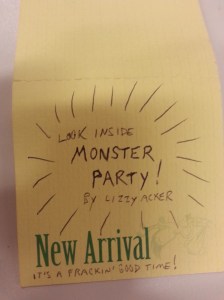 LOOK INSIDE
MONSTER
PARTY!
BY LIZZY ACKER
New Arrival
IT'S A FRACKIN' GOOD TIME!